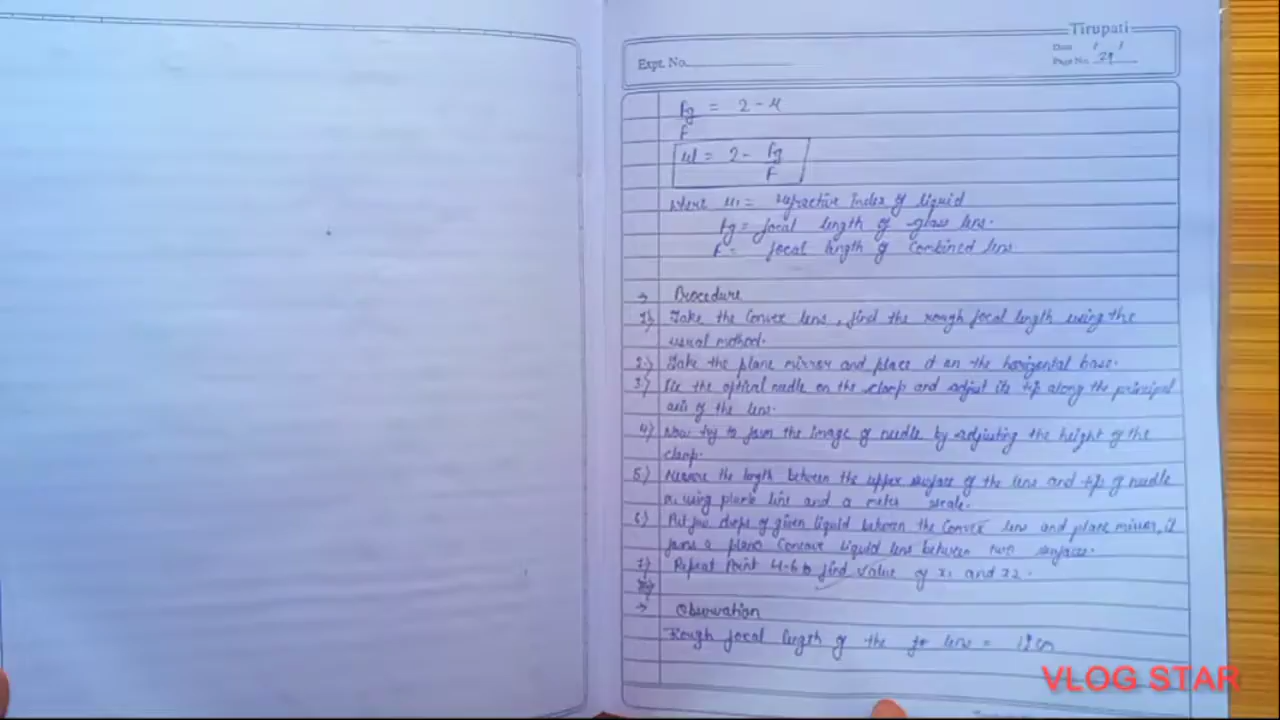 Tirupati
Expt. No.
Date / /
Page No. 29
fg = 2 - μ
F
μ = 2 - fg
F
where μ = refractive Index of liquid
fg = focal length of glass lens.
F = focal length of Combined lens
→ Procedure
1) Take the Convex lens, find the rough focal length using the
usual method.
2) Take the plane mirror and place it on the horizontal base.
3) Fix the optical needle on the clamp and adjust its tip along the principal
axis of the lens.
4) Now try to form the image of needle by adjusting the height of the
clamp.
5) Measure the length between the upper surface of the lens and tip of needle
using line and a meter scale.
6) Put few drops of given liquid between the Convex lens and plane mirror, it
forms a plano Concave liquid lens between two surfaces.
7) Repeat Point 4-6 to find value of x1 and x2.
→ Observation
Rough focal length of the lens = cm
VLOG STAR